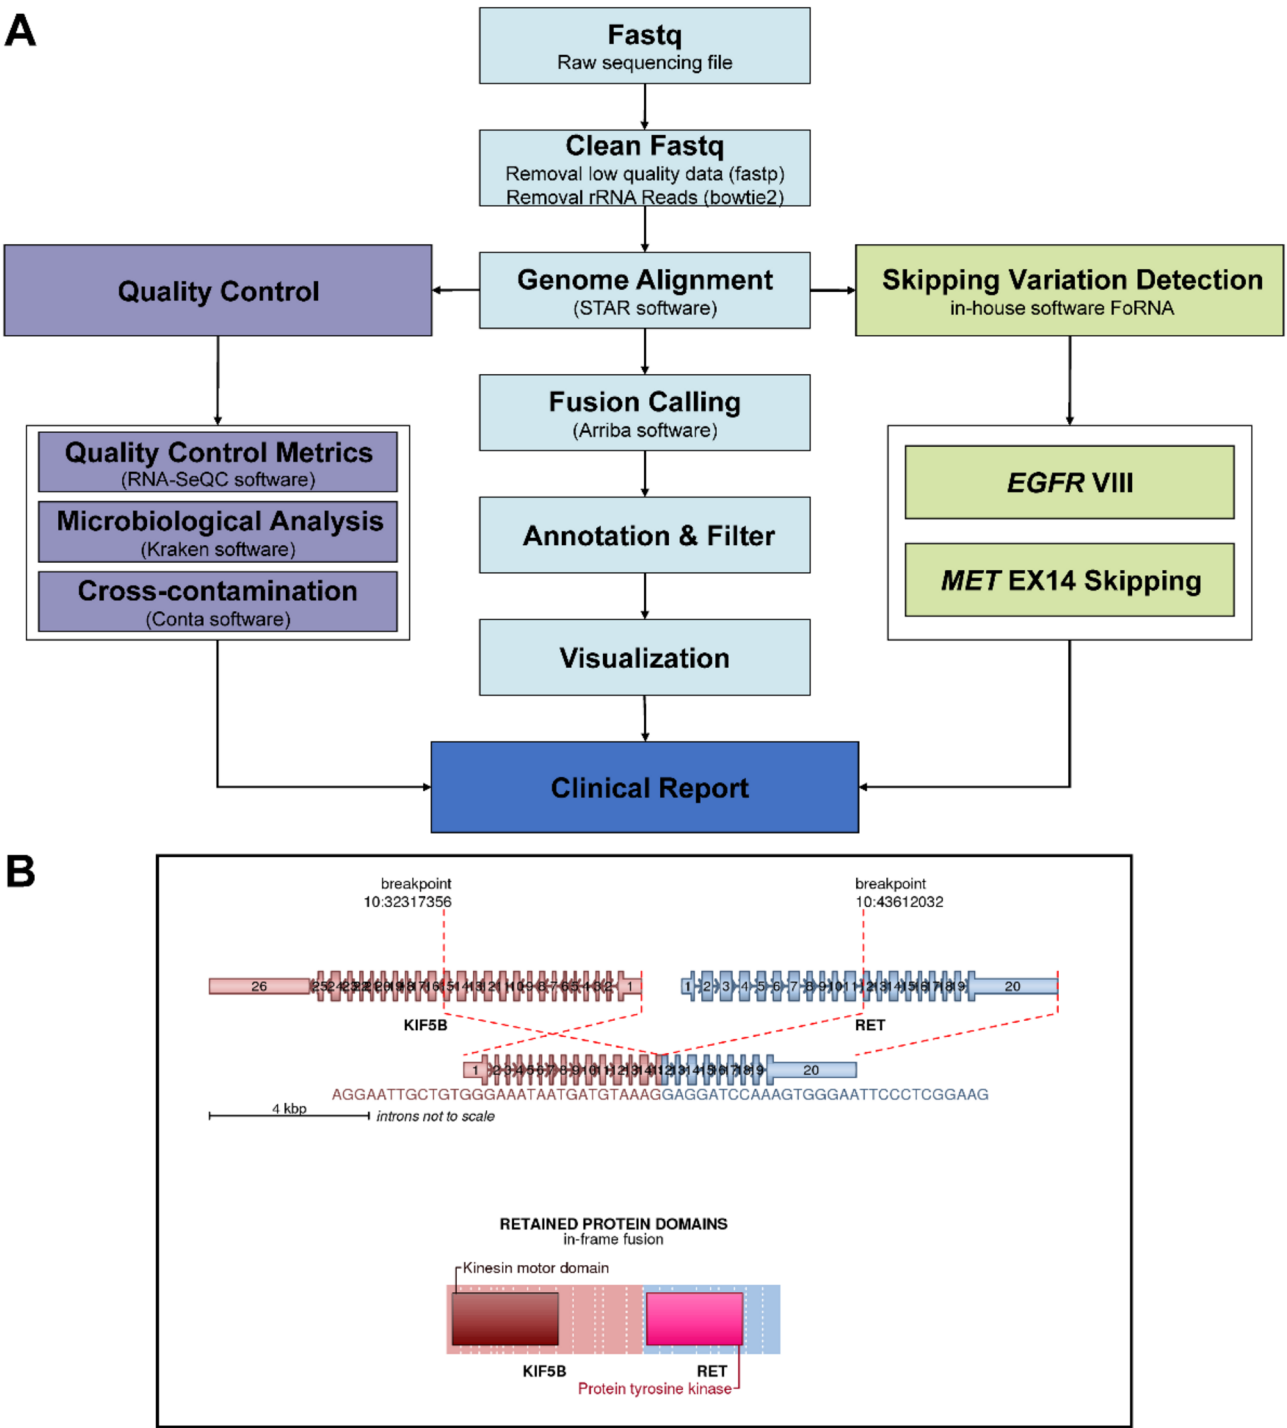 A
Fastq
Raw sequencing file
Clean Fastq
Removal low quality data (fastp)
Removal rRNA Reads (bowtie2)
Quality Control
Genome Alignment
(STAR software)
Skipping Variation Detection
in-house software FoRNA
Quality Control Metrics
(RNA-SeQC software)
Microbiological Analysis
(Kraken software)
Cross-contamination
(Conta software)
Fusion Calling
(Arriba software)
Annotation & Filter
Visualization
EGFR VIII
MET EX14 Skipping
Clinical Report
B
breakpoint
10:32317356
breakpoint
10:43612032
26 1
1 2 3 4 5 6 7 8 9 10 11 20
KIF5B
RET
1 20
AGGAATTGCTGTGGGAAATAATGATGTAAAGGAGGATCCAAAGTGGGAATTCCCTCGGAAG
4 kbp
introns not to scale
RETAINED PROTEIN DOMAINS
in-frame fusion
Kinesin motor domain
KIF5B
RET
Protein tyrosine kinase